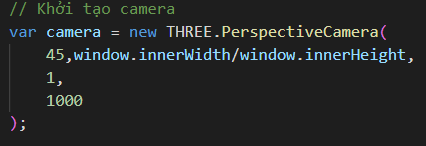 // Khởi tạo camera
var camera = new THREE.PerspectiveCamera(
45,window.innerWidth/window.innerHeight,
1,
1000
);